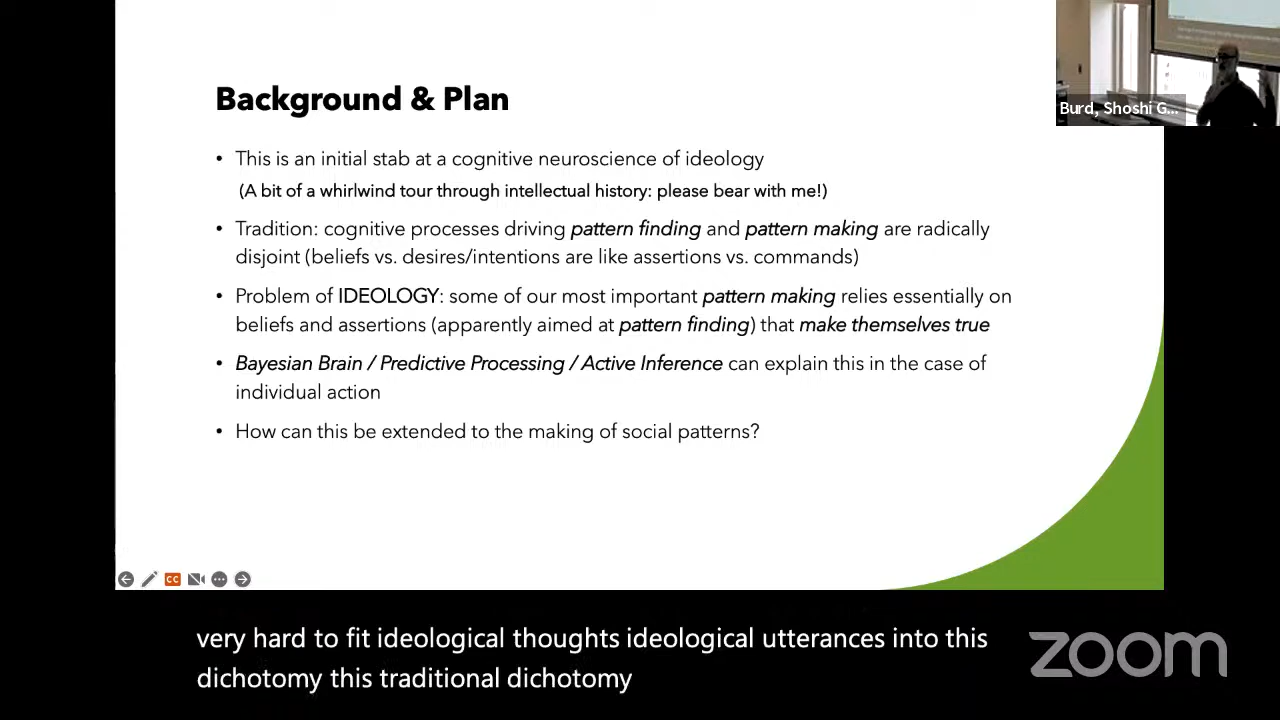 Background & Plan
Burd, Shoshi G...
• This is an initial stab at a cognitive neuroscience of ideology
(A bit of a whirlwind tour through intellectual history: please bear with me!)
• Tradition: cognitive processes driving pattern finding and pattern making are radically
disjoint (beliefs vs. desires/intentions are like assertions vs. commands)
• Problem of IDEOLOGY: some of our most important pattern making relies essentially on
beliefs and assertions (apparently aimed at pattern finding) that make themselves true
• Bayesian Brain / Predictive Processing / Active Inference can explain this in the case of
individual action
• How can this be extended to the making of social patterns?
CC
very hard to fit ideological thoughts ideological utterances into this
dichotomy this traditional dichotomy
zoom